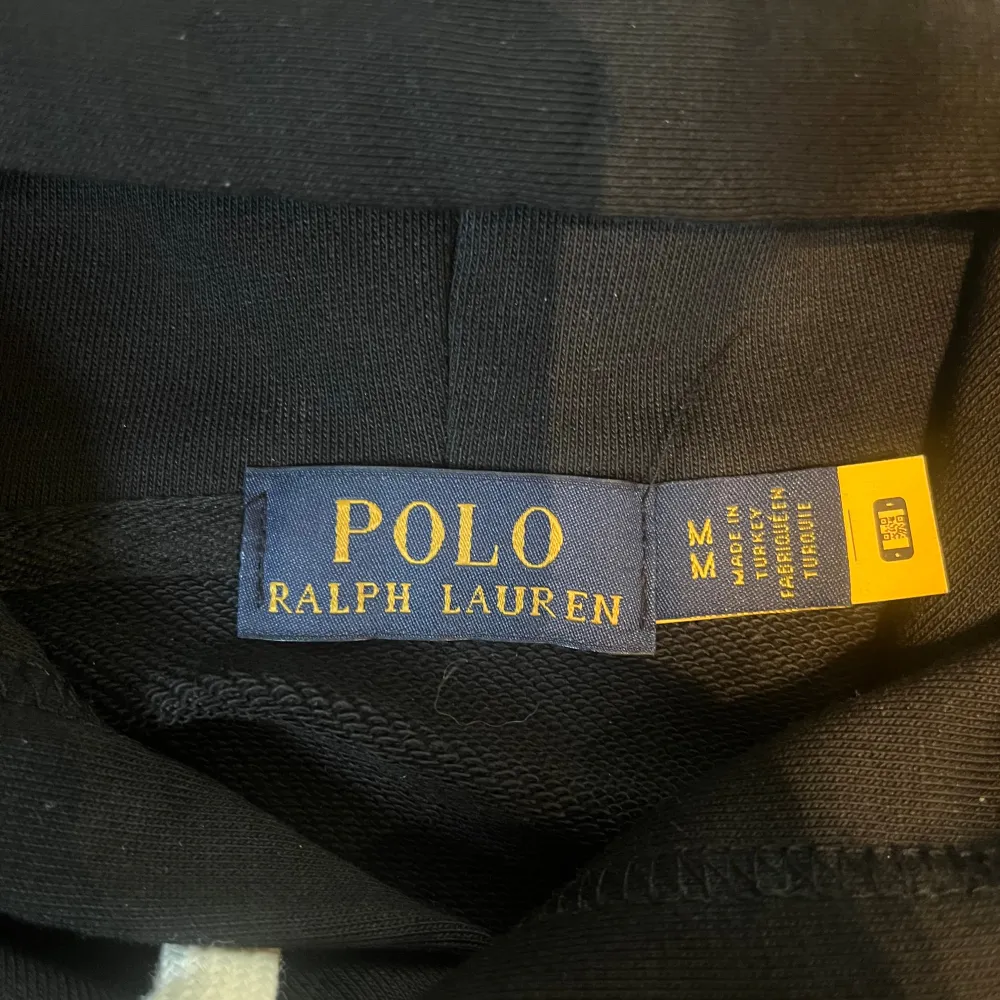 POLO
RALPH LAUREN
M
M
MADE IN
TURKEY
FABRIQUÉ EN
TURQUIE